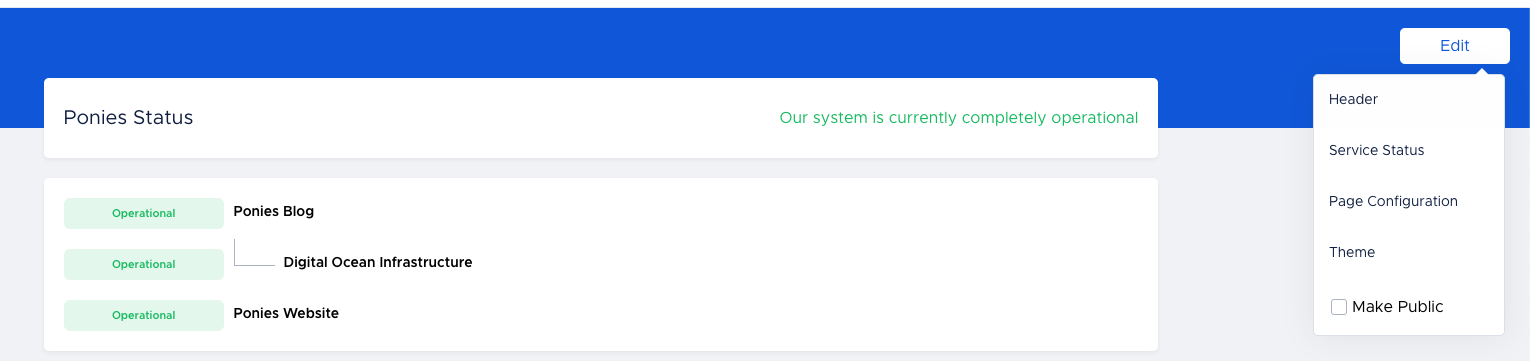 Edit
Ponies Status
Our system is currently completely operational
Header
Service Status
Page Configuration
Theme
Make Public
Operational Ponies Blog
Operational Digital Ocean Infrastructure
Operational Ponies Website